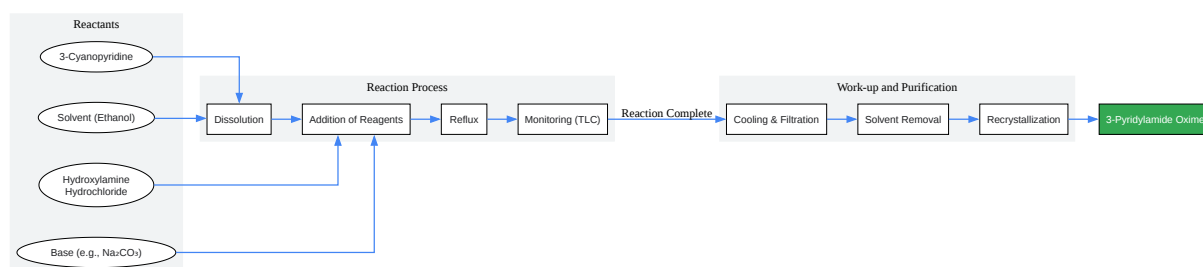 Reactants
3-Cyanopyridine
Solvent (Ethanol)
Hydroxylamine
Hydrochloride
Base (e.g., Na₂CO₃)
Reaction Process
Dissolution
Addition of Reagents
Reflux
Monitoring (TLC)
Reaction Complete
Work-up and Purification
Cooling & Filtration
Solvent Removal
Recrystallization
3-Pyridylamide Oxime